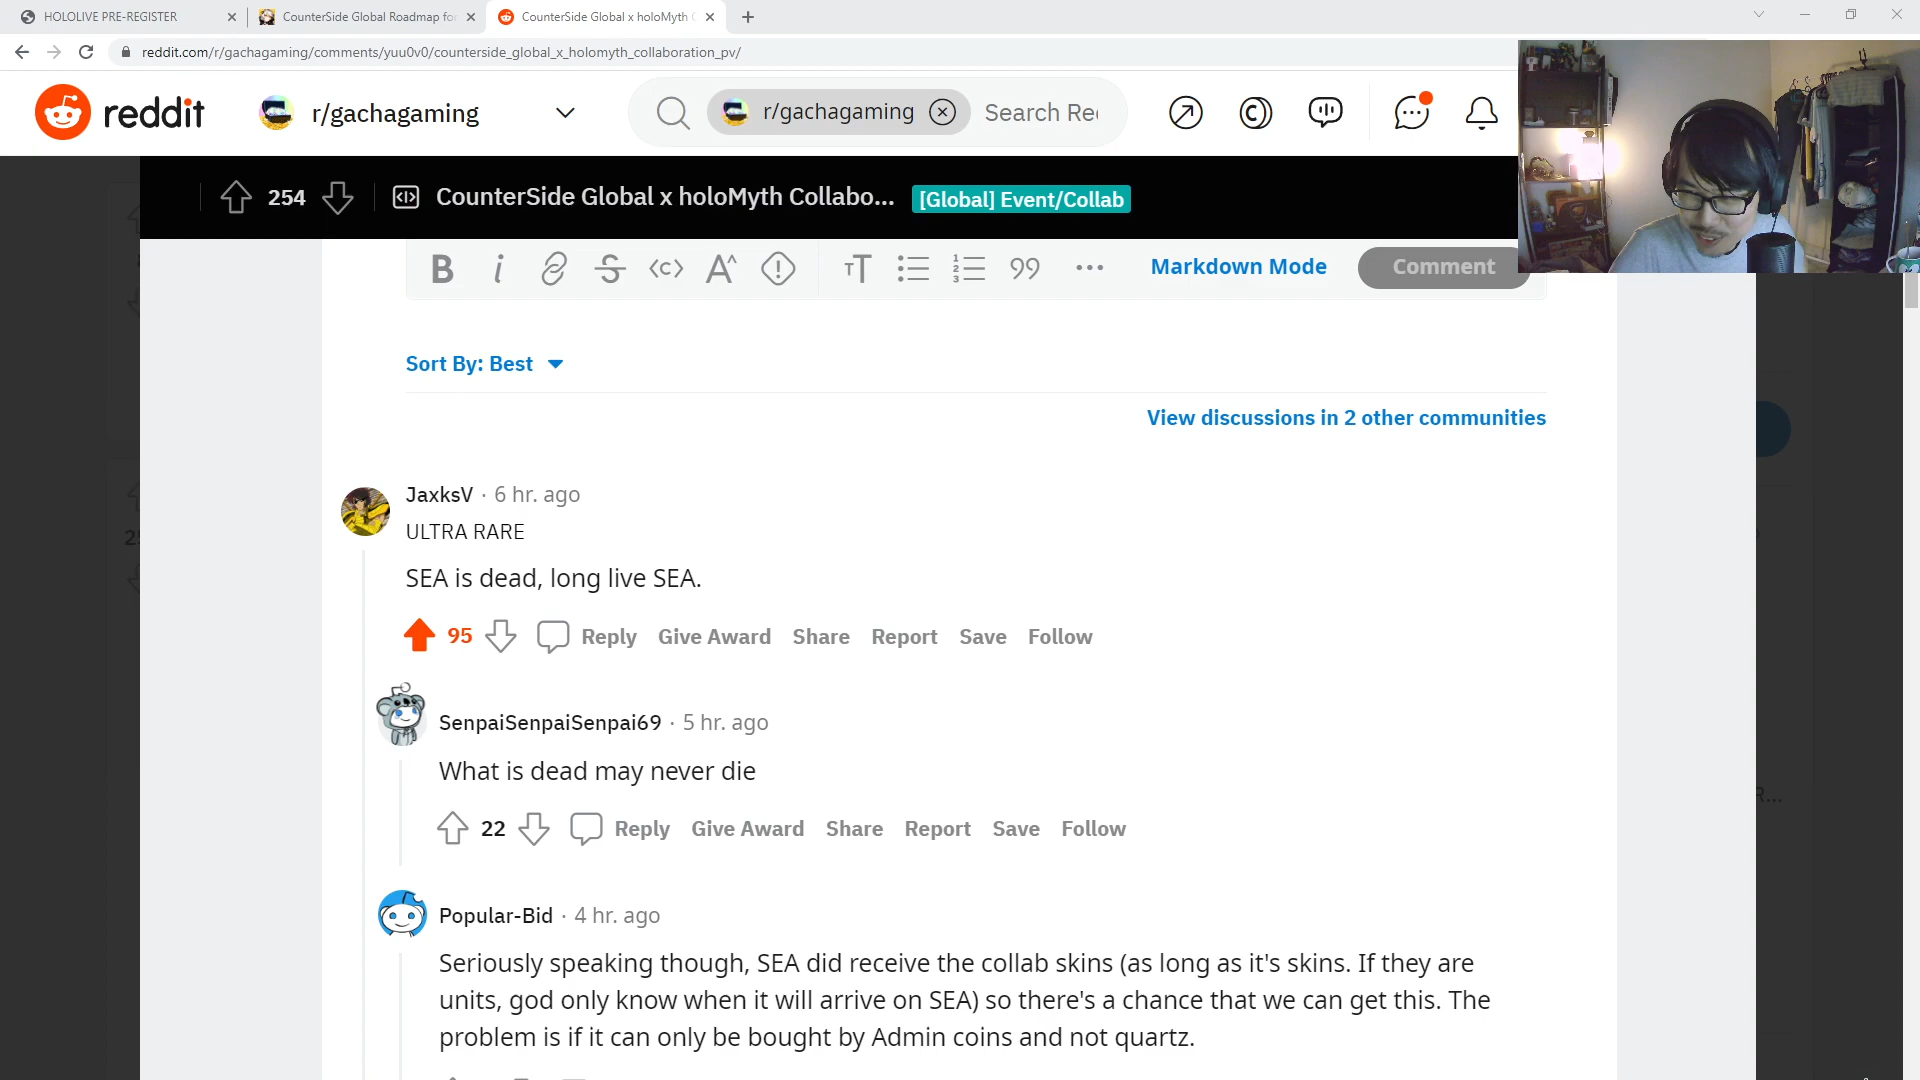 HOLOLIVE PRE-REGISTER
CounterSide Global Roadmap for
CounterSide Global x holoMyth C
reddit.com/r/gachagaming/comments/yuu0v0/counterside_global_x_holomyth_collaboration_pv/
reddit
r/gachagaming
r/gachagaming
Search Re
254
CounterSide Global x holoMyth Collabo...
[Global] Event/Collab
Markdown Mode
Comment
Sort By: Best
View discussions in 2 other communities
JaxksV · 6 hr. ago
ULTRA RARE
SEA is dead, long live SEA.
95 Reply Give Award Share Report Save Follow
SenpaiSenpaiSenpai69 · 5 hr. ago
What is dead may never die
22 Reply Give Award Share Report Save Follow
Popular-Bid · 4 hr. ago
Seriously speaking though, SEA did receive the collab skins (as long as it's skins. If they are
units, god only know when it will arrive on SEA) so there's a chance that we can get this. The
problem is if it can only be bought by Admin coins and not quartz.